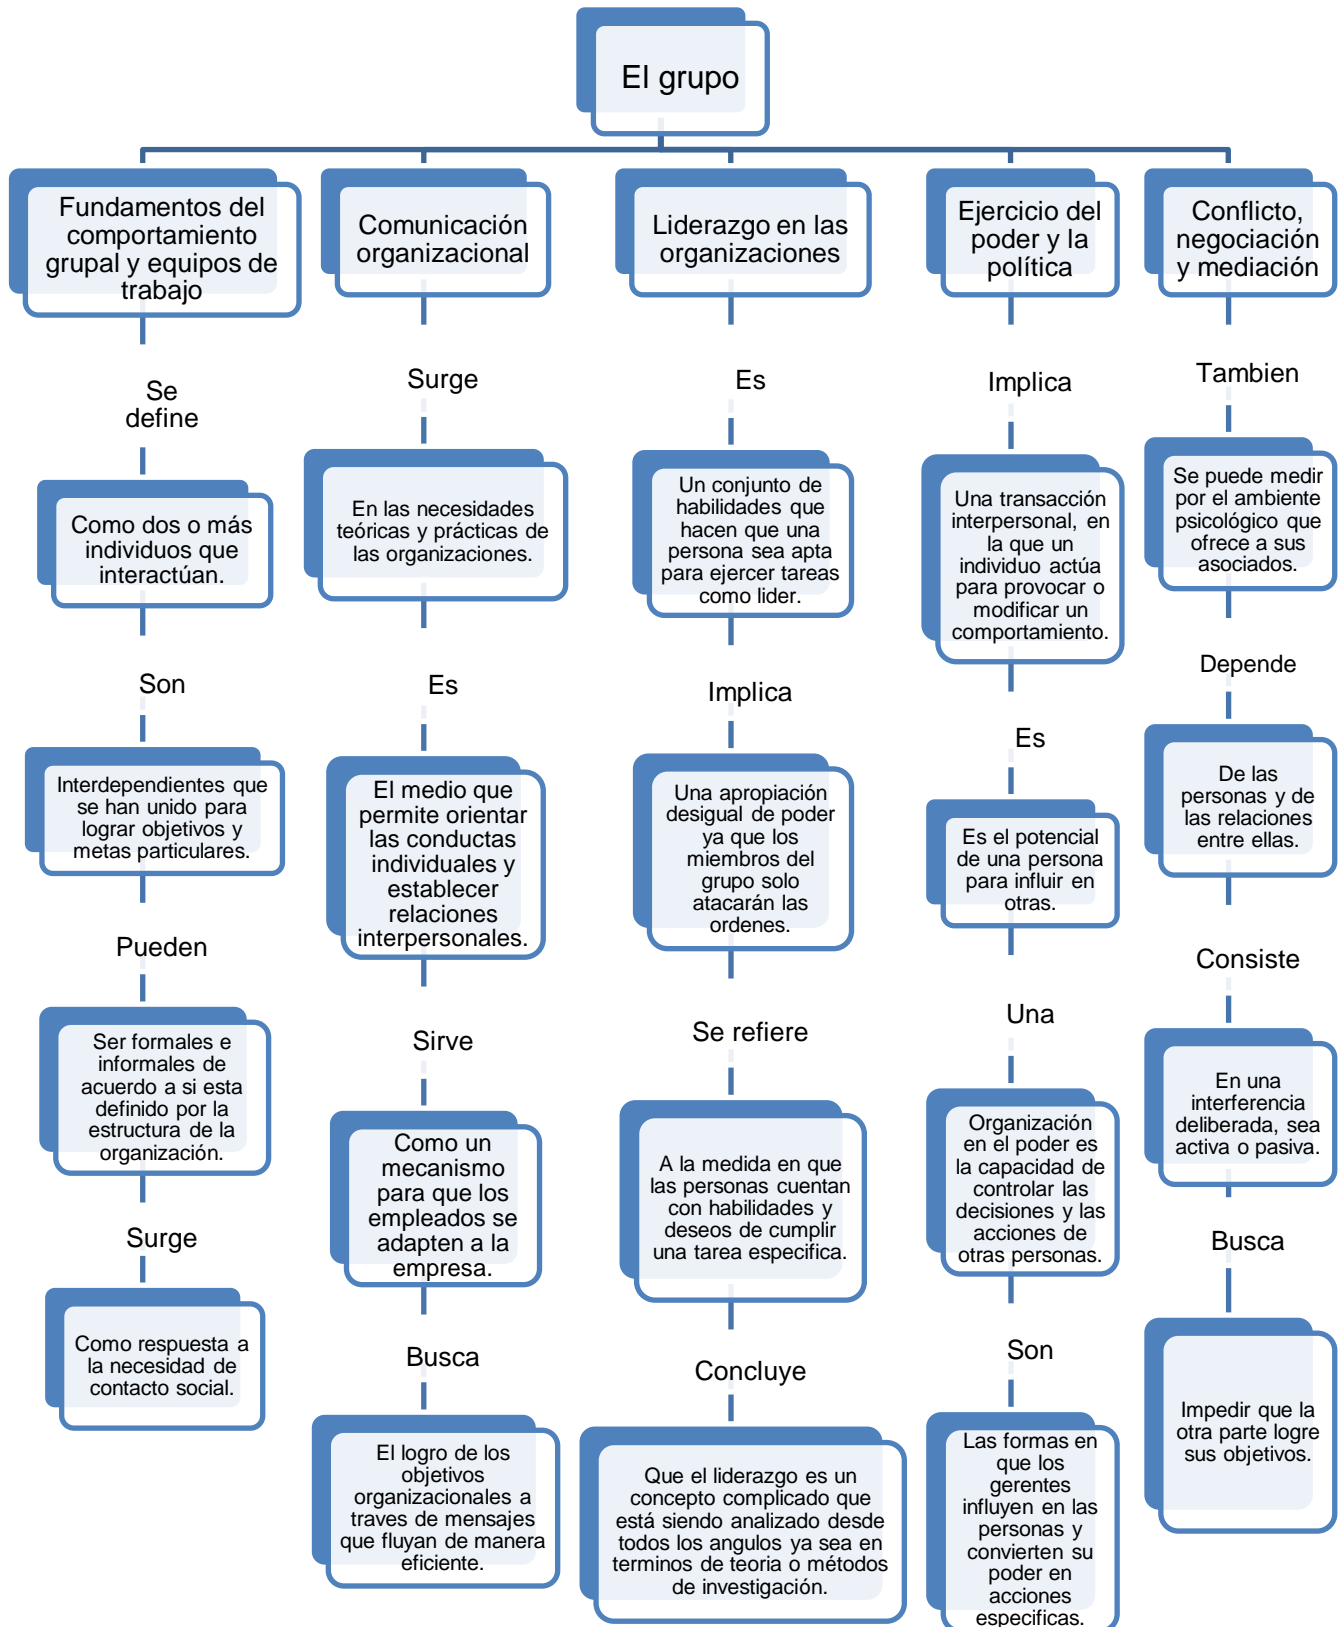 El grupo
Fundamentos del
comportamiento
grupal y equipos de
trabajo
Se
define
Como dos o más
individuos que
interactúan.
Son
Interdependientes que
se han unido para
lograr objetivos y
metas particulares.
Pueden
Ser formales e
informales de
acuerdo a si esta
definido por la
estructura de la
organización.
Surge
Como respuesta a
la necesidad de
contacto social.
Comunicación
organizacional
Surge
En las necesidades
teóricas y prácticas de
las organizaciones.
Es
El medio que
permite orientar
las conductas
individuales y
establecer
relaciones
interpersonales.
Sirve
Como un
mecanismo
para que los
empleados se
adapten a la
empresa.
Busca
El logro de los
objetivos
organizacionales a
traves de mensajes
que fluyan de manera
eficiente.
Liderazgo en las
organizaciones
Es
Un conjunto de
habilidades que
hacen que una
persona sea apta
para ejercer tareas
como lider.
Implica
Una apropiación
desigual de poder
ya que los
miembros del
grupo solo
atacarán las
ordenes.
Se refiere
A la medida en que
las personas cuentan
con habilidades y
deseos de cumplir
una tarea especifica.
Concluye
Que el liderazgo es un
concepto complicado que
está siendo analizado desde
todos los angulos ya sea en
terminos de teoria o métodos
de investigación.
Ejercicio del
poder y la
política
Implica
Una transacción
interpersonal, en
la que un
individuo actúa
para provocar o
modificar un
comportamiento.
Es
Es el potencial
de una persona
para influir en
otras.
Una
Organización
en el poder es
la capacidad de
controlar las
decisiones y las
acciones de
otras personas.
Son
Las formas en
que los
gerentes
influyen en las
personas y
convierten su
poder en
acciones
especificas.
Conflicto,
negociación
y mediación
Tambien
Se puede medir
por el ambiente
psicológico que
ofrece a sus
asociados.
Depende
De las
personas y de
las relaciones
entre ellas.
Consiste
En una
interferencia
deliberada, sea
activa o pasiva.
Busca
Impedir que la
otra parte logre
sus objetivos.